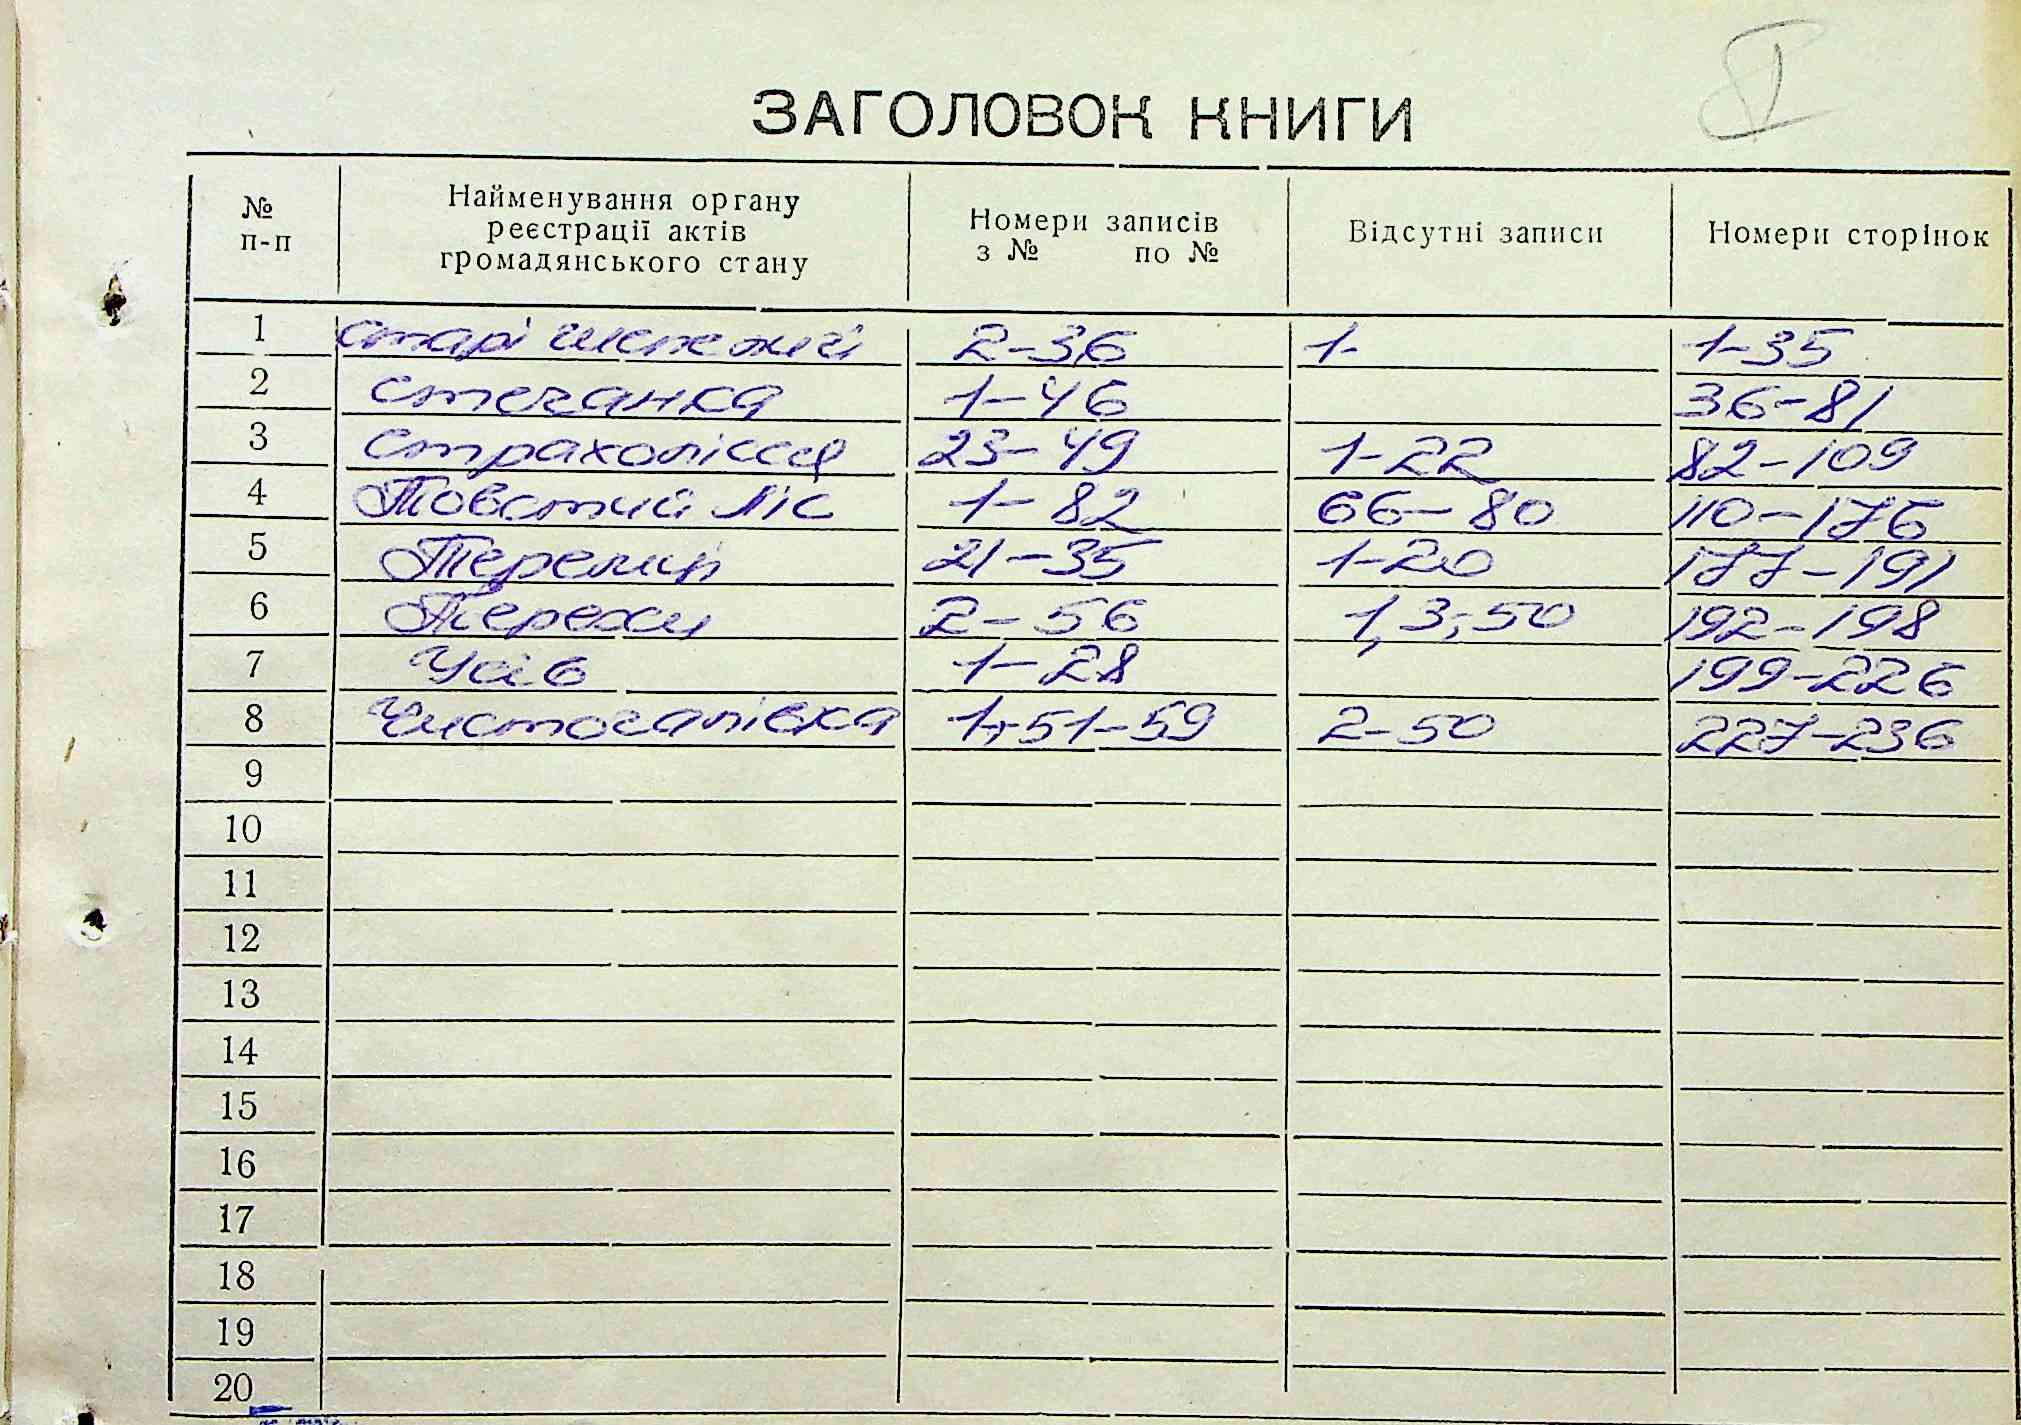 I
ЗАГОЛОВОК КНИГИ
№ п-п | Найменування органу реєстрації актів громадянського стану | Номери записів з № по № | Відсутні записи | Номери сторінок
1 старі шепеличі 2-36 1- 1-35
2 стечанка 1-46 36-81
3 страхолісся 23-49 1-22 82-109
4 Товстий ліс 1-82 66-80 110-176
5 Теремці 21-35 1-20 177-191
6 Терехи 2-56 1,3-50 192-198
7 Усів 1-28 199-226
8 Чистогалівка 1,-51-59 2-50 227-236
9
10
11
12
13
14
15
16
17
18
19
20